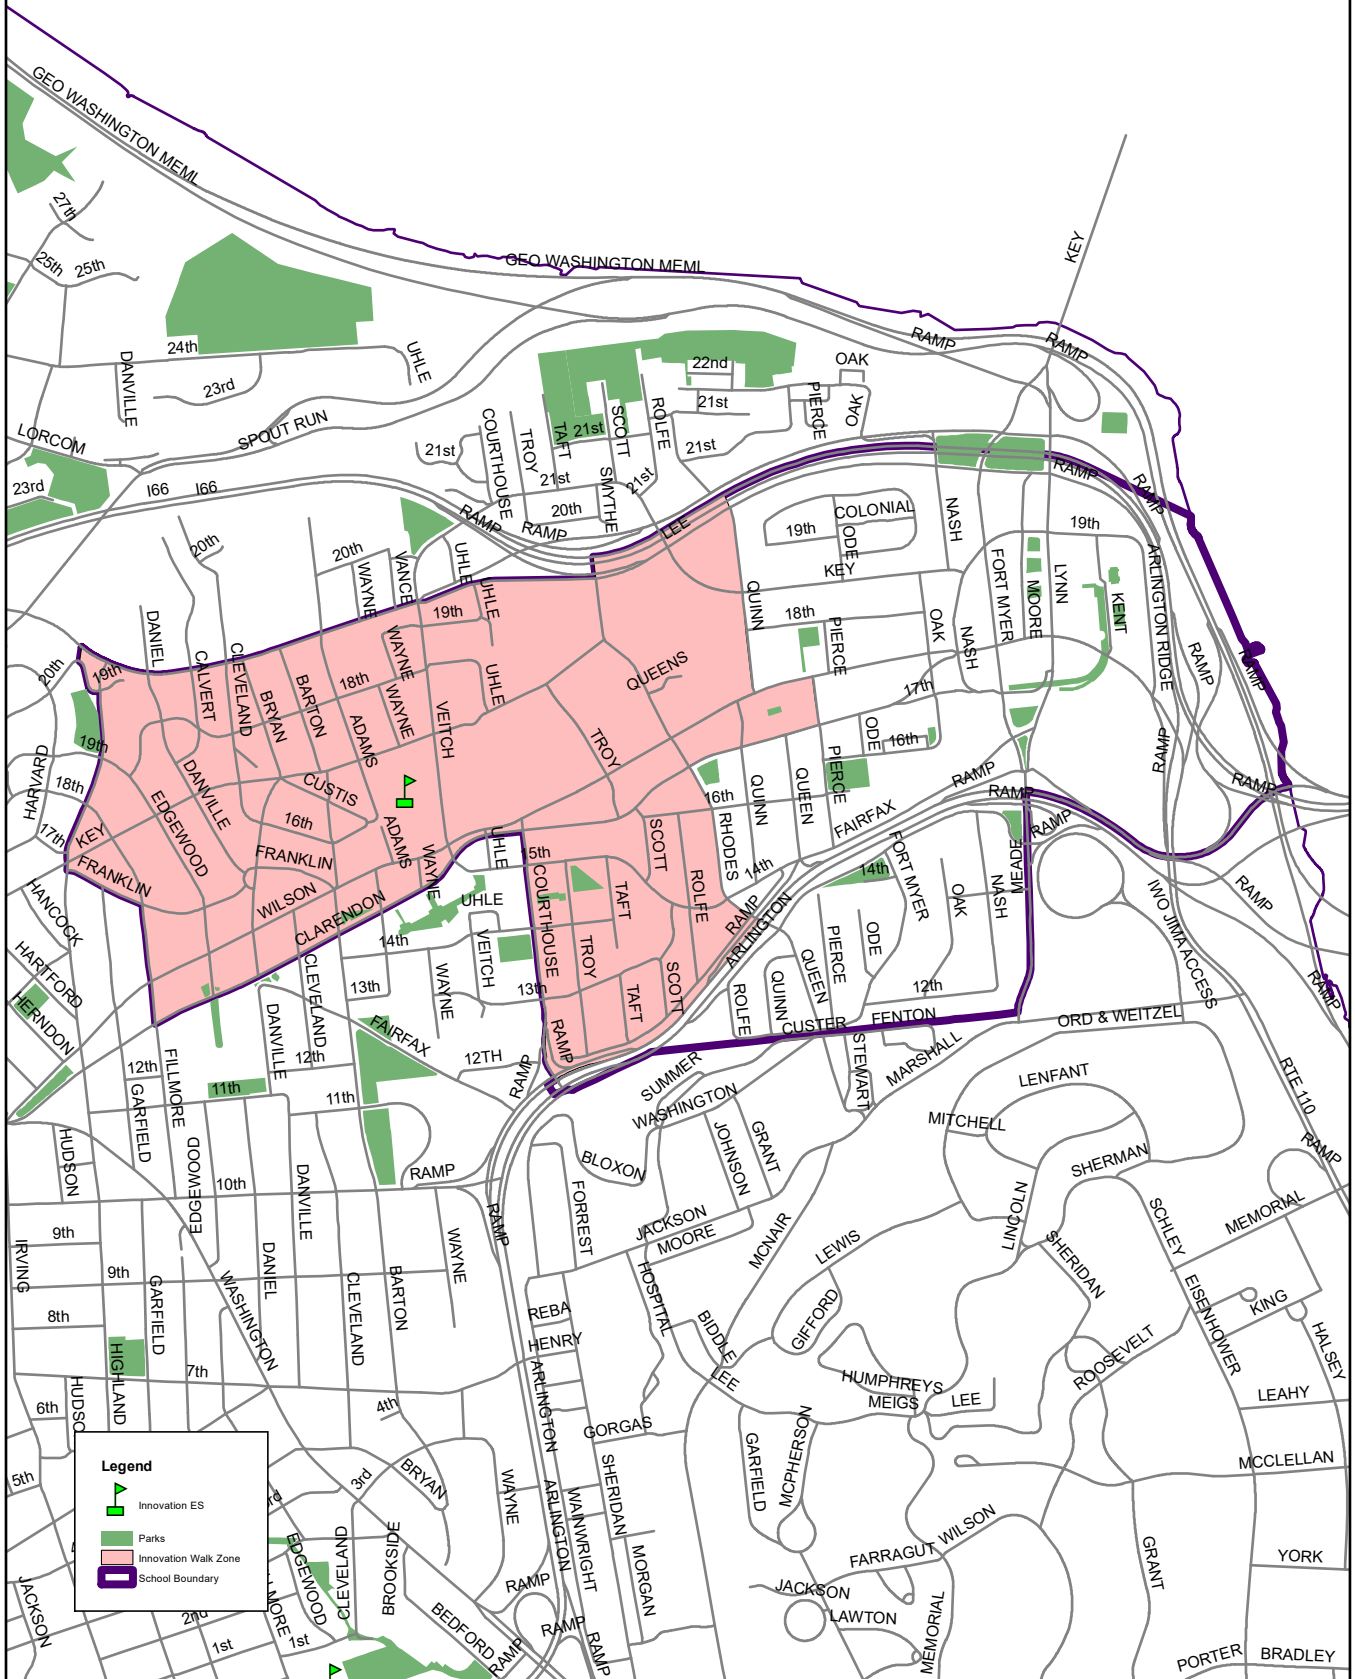 GEO WASHINGTON MEML
GEO WASHINGTON MEML
KEY
27th
25th
25th
24th
DANVILLE
23rd
UHLE
SPOUT RUN
LORCOM
23rd
I66
I66
RAMP
RAMP
OAK
22nd
21st
PIERCE
OAK
ROLFE
SCOTT
TAFT
21st
21st
COURTHOUSE
TROY
21st
21st
SMYTHE
21st
20th
RAMP
RAMP
LEE
RAMP
RAMP
COLONIAL
19th
ODE
NASH
19th
KEY
20th
20th
WAYNE
VANCE
UHLE
UHLE
19th
QUINN
18th
PIERCE
OAK
NASH
FORT MYER
MOORE
LYNN
KENT
ARLINGTON RIDGE
RAMP
RAMP
DANIEL
CALVERT
CLEVELAND
BRYAN
BARTON
18th
WAYNE
WAYNE
UHLE
VEITCH
ADAMS
QUEENS
TROY
17th
ODE
16th
PIERCE
RAMP
RAMP
20th
19th
19th
HARVARD
18th
17th
KEY
FRANKLIN
EDGEWOOD
DANVILLE
CUSTIS
16th
FRANKLIN
WILSON
CLARENDON
ADAMS
WAYNE
UHLE
15th
16th
QUINN
QUEEN
RHODES
FAIRFAX
RAMP
RAMP
RAMP
14th
14th
SCOTT
ROLFE
TAFT
TROY
COURTHOUSE
UHLE
VEITCH
14th
13th
13th
WAYNE
CLEVELAND
DANVILLE
FAIRFAX
12th
12TH
RAMP
RAMP
TAFT
SCOTT
RAMP
ARLINGTON
ROLFE
QUINN
QUEEN
PIERCE
ODE
FORT MYER
OAK
NASH
MEADE
12th
CUSTER
FENTON
IWO JIMA ACCESS
RAMP
RAMP
ORD & WEITZEL
RTE 110
RAMP
HANCOCK
HARTFORD
HERNDON
12th
FILLMORE
GARFIELD
11th
11th
HUDSON
EDGEWOOD
10th
DANVILLE
RAMP
RAMP
SUMMER
WASHINGTON
STEWART
MARSHALL
LENFANT
MITCHELL
SHERMAN
JOHNSON
GRANT
BLOXON
FORREST
JACKSON
MOORE
MCNAIR
LEWIS
LINCOLN
SHERIDAN
SCHLEY
MEMORIAL
9th
IRVING
9th
8th
GARFIELD
DANIEL
WASHINGTON
CLEVELAND
BARTON
WAYNE
HOSPITAL
BIDDLE
LEE
GIFFORD
EISENHOWER
KING
HALSEY
ROOSEVELT
REBA
HENRY
HUMPHREYS
MEIGS
LEE
LEAHY
HIGHLAND
7th
6th
4th
ARLINGTON
GORGAS
GARFIELD
MCPHERSON
MCCLELLAN
5th
3rd
BRYAN
WAYNE
ARLINGTON
WAINWRIGHT
SHERIDAN
MORGAN
FARRAGUT
WILSON
GRANT
YORK
JACKSON
EDGEWOOD
CLEVELAND
BROOKSIDE
BEDFORD
RAMP
RAMP
RAMP
RAMP
JACKSON
LAWTON
MEMORIAL
PORTER
BRADLEY
2nd
1st
1st
Legend
Innovation ES
Parks
Innovation Walk Zone
School Boundary